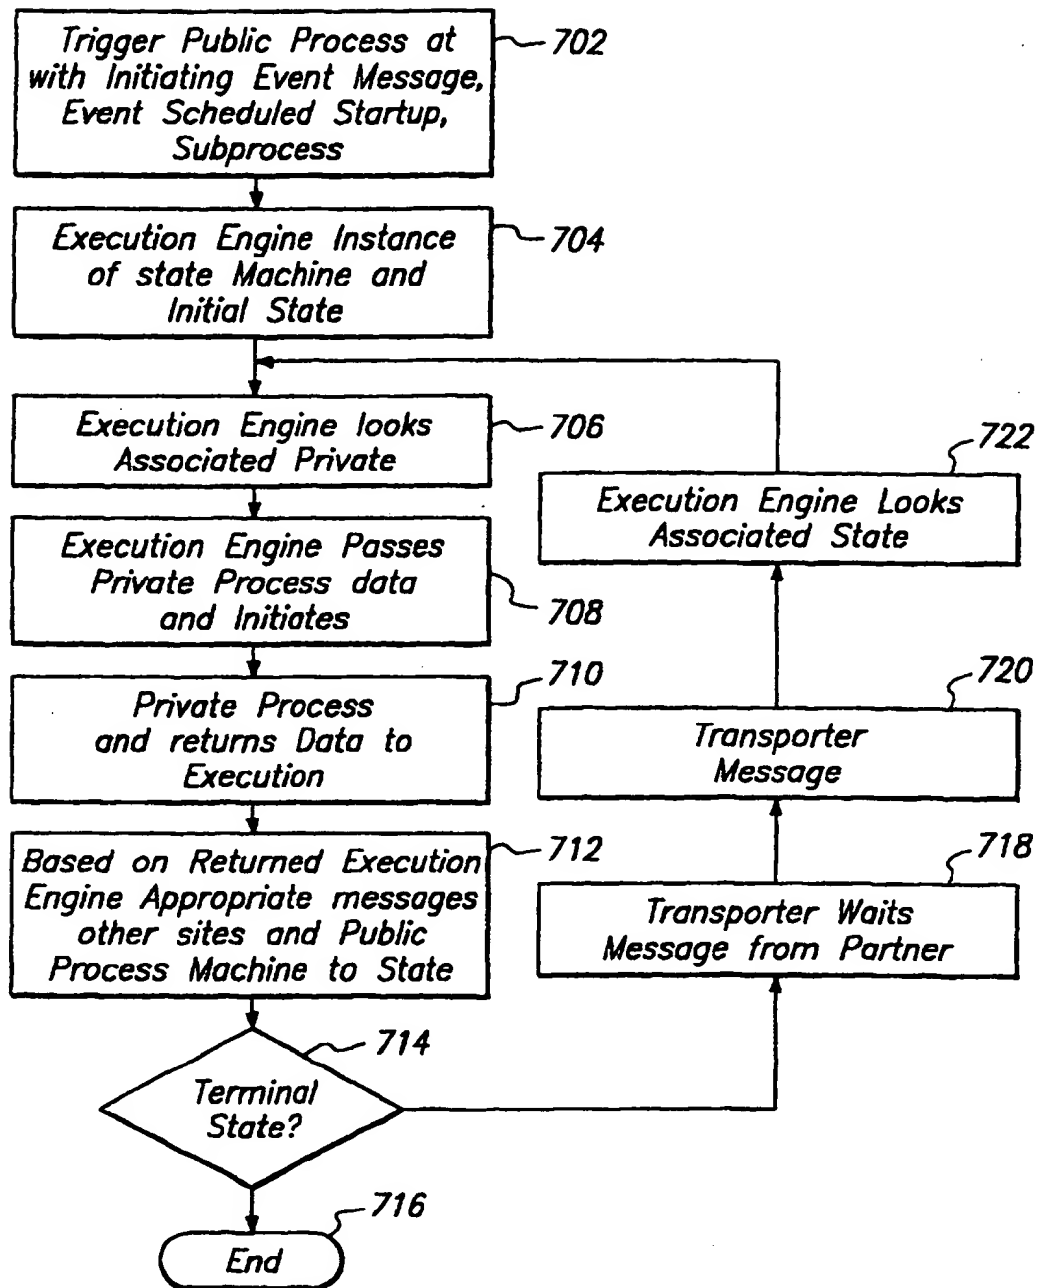 Trigger Public Process at
with Initiating Event Message,
Event Scheduled Startup,
Subprocess
702
Execution Engine Instance
of state Machine and
Initial State
704
Execution Engine looks
Associated Private
706
Execution Engine Passes
Private Process data
and Initiates
708
Private Process
and returns Data to
Execution
710
Based on Returned Execution
Engine Appropriate messages
other sites and Public
Process Machine to State
712
Terminal
State?
714
End
716
Transporter Waits
Message from Partner
718
Transporter
Message
720
Execution Engine Looks
Associated State
722